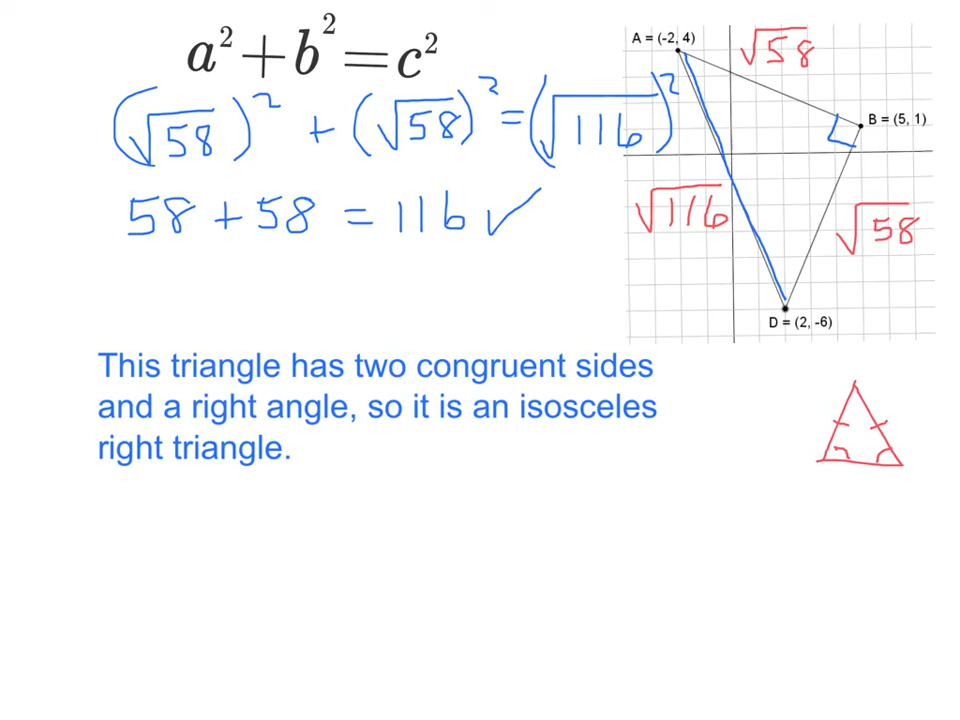 a² + b² = c²
(√58)² + (√58)² = (√116)²
58 + 58 = 116 ✓
A = (-2, 4)
√58
B = (5, 1)
√116
√58
D = (2, -6)
This triangle has two congruent sides
and a right angle, so it is an isosceles
right triangle.